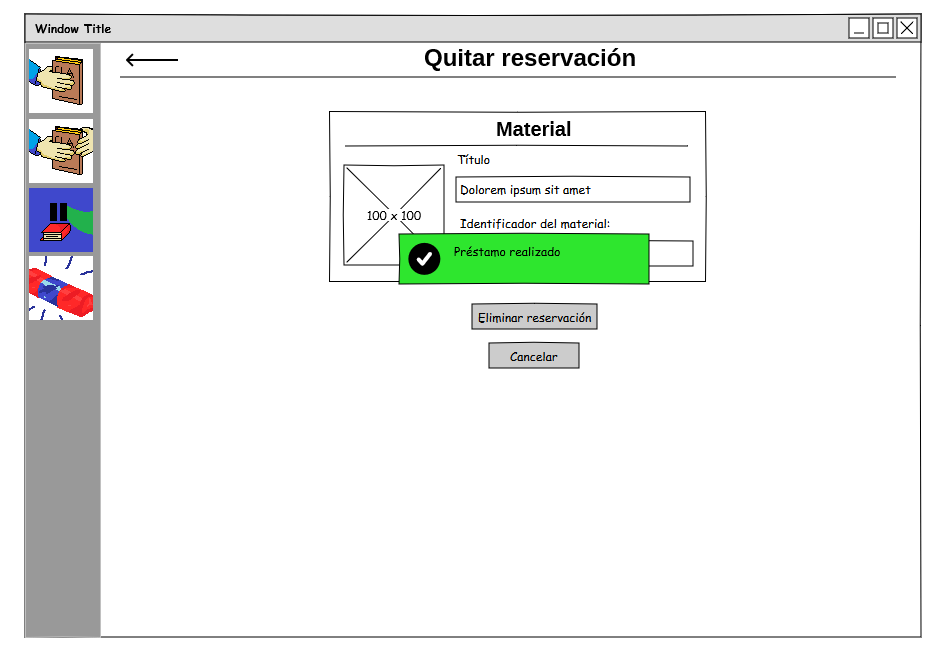 Window Title
Quitar reservación
Material
Título
Dolorem ipsum sit amet
100 x 100
Identificador del material:
Préstamo realizado
Eliminar reservación
Cancelar